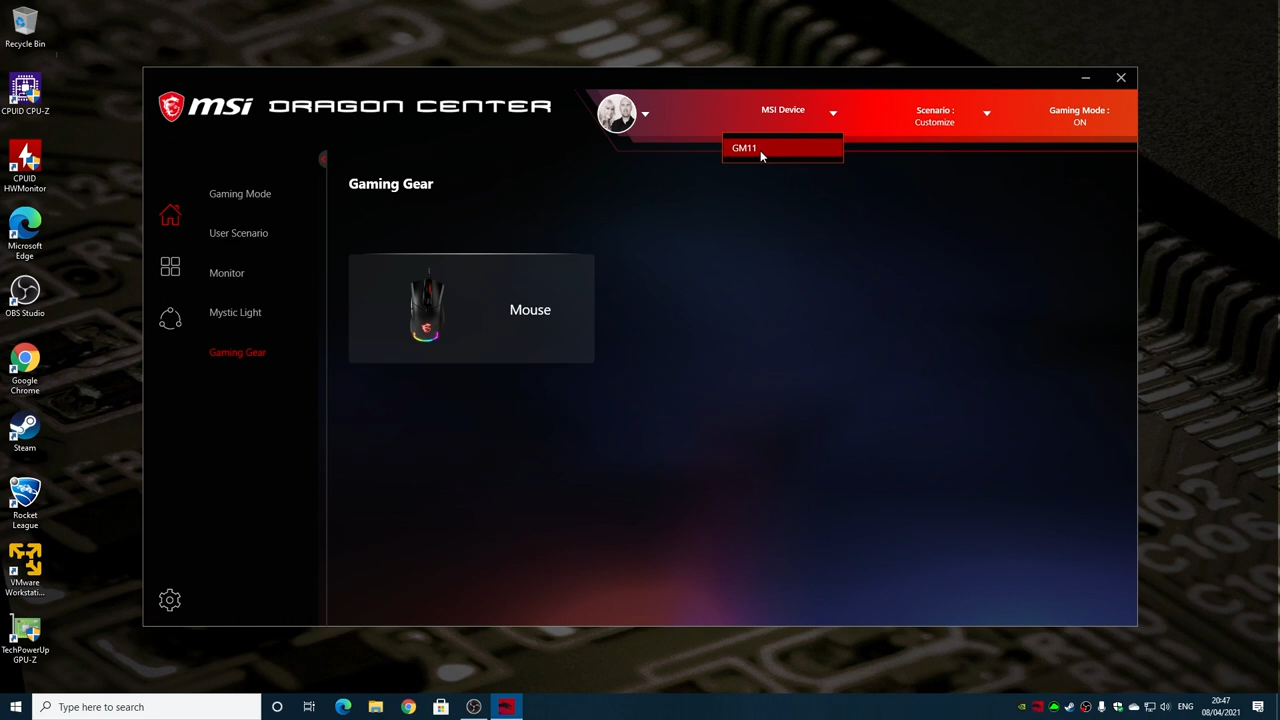 Recycle Bin
CPUID CPU-Z
CPUID
HWMonitor
Microsoft
Edge
OBS Studio
Google
Chrome
Steam
Rocket
League
VMware
Workstati...
TechPowerUp
GPU-Z
msi DRAGON CENTER
MSI Device
Scenario :
Customize
Gaming Mode :
ON
GM11
Gaming Mode
User Scenario
Monitor
Mystic Light
Gaming Gear
Gaming Gear
Mouse
Type here to search
ENG
20:47
08/04/2021